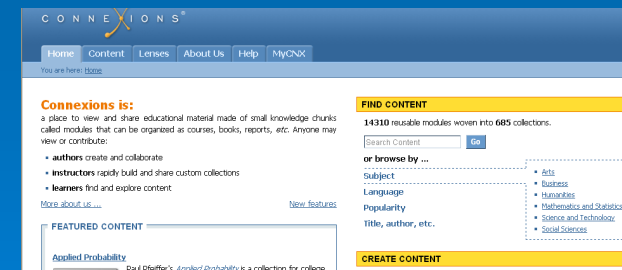 CONNEXIONS®
Home Content Lenses About Us Help MyCNX
You are here: Home
Connexions is:
a place to view and share educational material made of small knowledge chunks
called modules that can be organized as courses, books, reports, etc. Anyone may
view or contribute:
authors create and collaborate
instructors rapidly build and share custom collections
learners find and explore content
More about us ... New features
FEATURED CONTENT
Applied Probability
Paul Pfeiffer's Applied Probability is a collection for college
FIND CONTENT
14310 reusable modules woven into 685 collections.
Search Content Go
or browse by ...
Subject
Language
Popularity
Title, author, etc.
Arts
Business
Humanities
Mathematics and Statistics
Science and Technology
Social Sciences
CREATE CONTENT